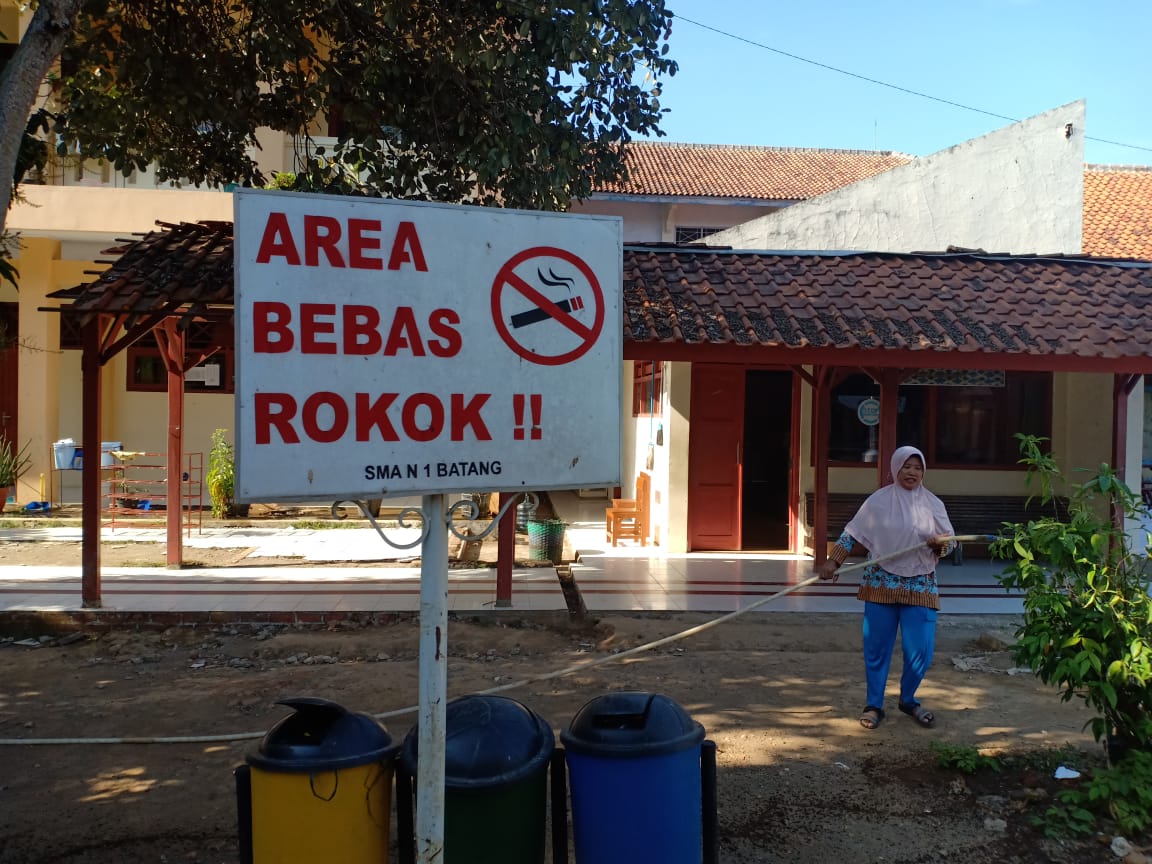 AREA
BEBAS
ROKOK !!
SMA N 1 BATANG